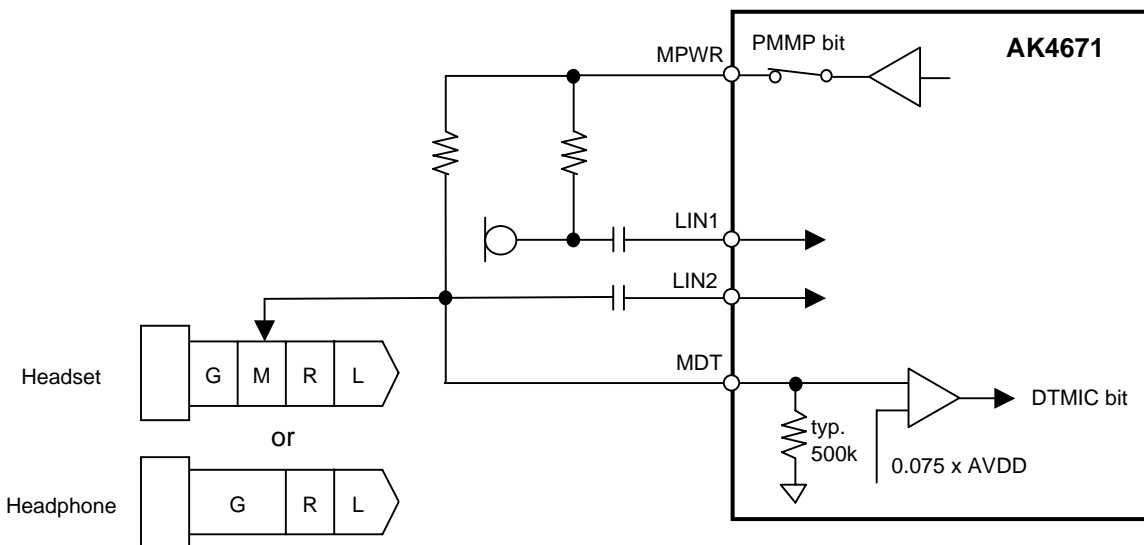 PMMP bit
AK4671
MPWR
LIN1
LIN2
MDT
Headset
G M R L
or
Headphone
G R L
typ.
500k
DTMIC bit
0.075 x AVDD